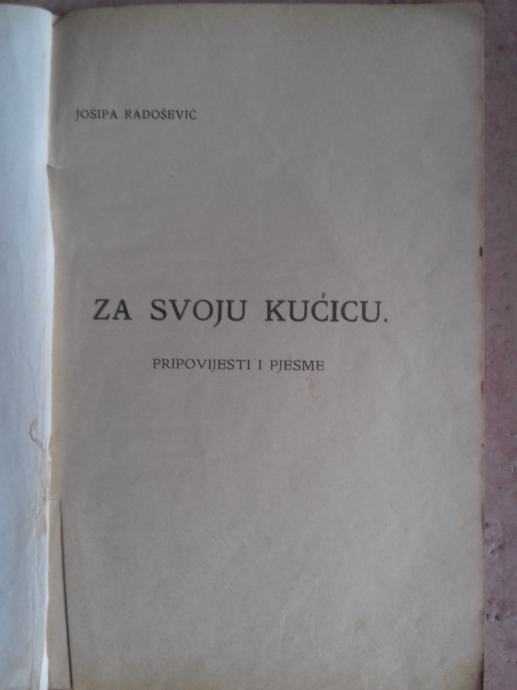 JOSIPA RADOŠEVIĆ
ZA SVOJU KUĆICU.
PRIPOVIJESTI I PJESME